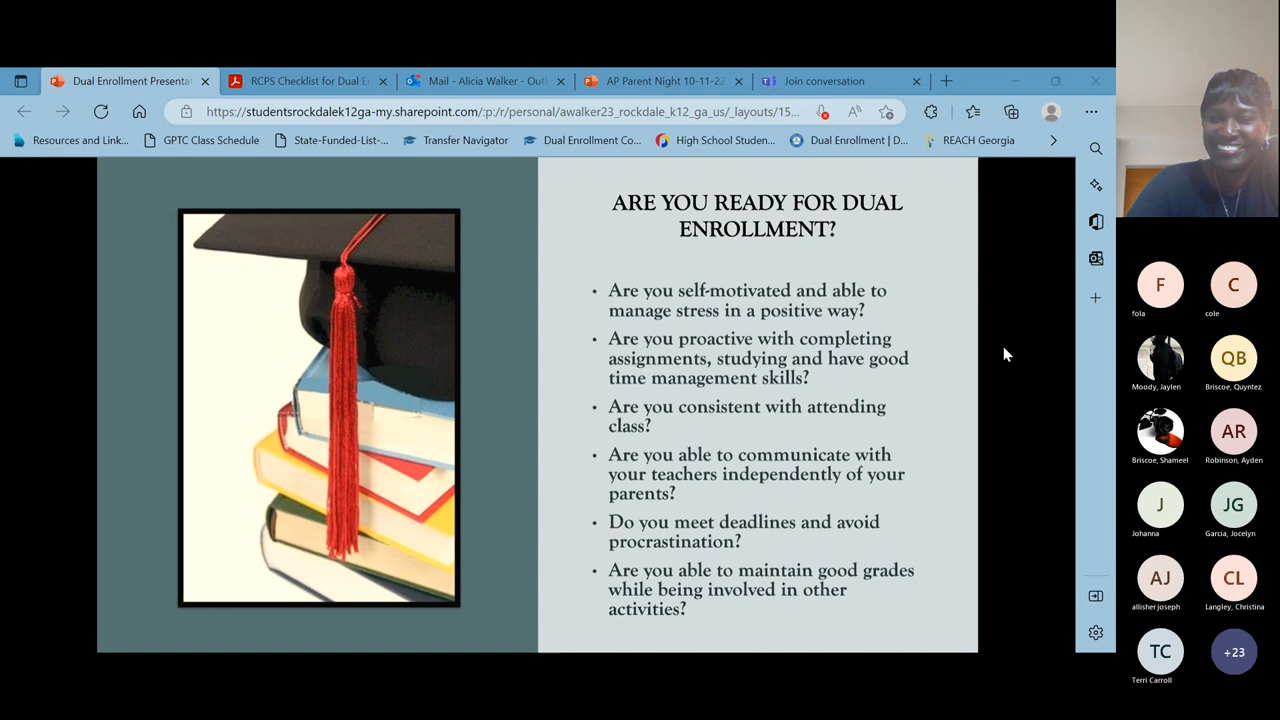 Dual Enrollment Presenta
RCPS Checklist for Dual E
Mail - Alicia Walker - Outl
AP Parent Night 10-11-22
Join conversation
https://studentsrockdalek12ga-my.sharepoint.com/:p:/r/personal/awalker23_rockdale_k12_ga_us/_layouts/15...
Resources and Link...
GPTC Class Schedule
State-Funded-List-...
Transfer Navigator
Dual Enrollment Co...
High School Studen...
Dual Enrollment | D...
REACH Georgia
ARE YOU READY FOR DUAL
ENROLLMENT?
• Are you self-motivated and able to
manage stress in a positive way?
• Are you proactive with completing
assignments, studying and have good
time management skills?
• Are you consistent with attending
class?
• Are you able to communicate with
your teachers independently of your
parents?
• Do you meet deadlines and avoid
procrastination?
• Are you able to maintain good grades
while being involved in other
activities?
F
C
fola
cole
QB
Moody, Jaylen
Briscoe, Quyntez
AR
Briscoe, Shameel
Robinson, Ayden
J
JG
Johanna
Garcia, Jocelyn
AJ
CL
allisher joseph
Langley, Christina
TC
+23
Terri Carroll